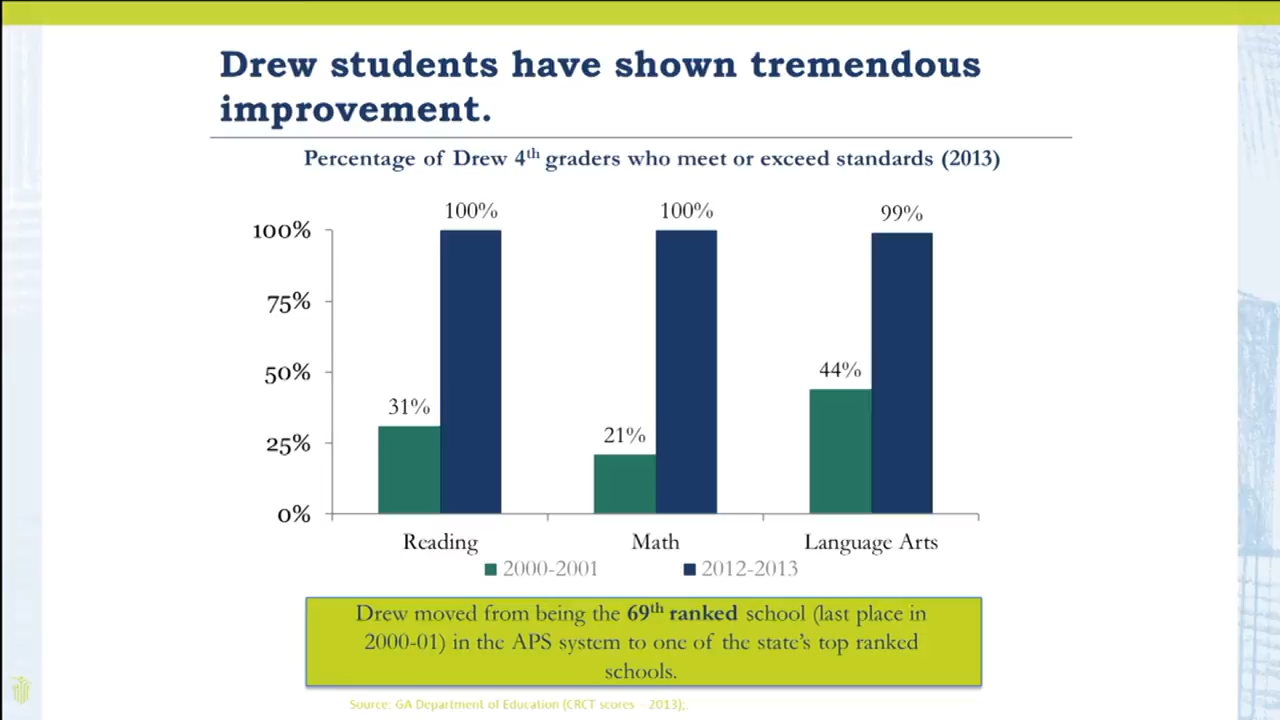 Drew students have shown tremendous
improvement.
Percentage of Drew 4th graders who meet or exceed standards (2013)
100%
75%
50%
25%
0%
31%
100%
21%
100%
44%
99%
Reading
Math
Language Arts
2000-2001
2012-2013
Drew moved from being the 69th ranked school (last place in
2000-01) in the APS system to one of the state's top ranked
schools.
Source: GA Department of Education (CRCT scores – 2013);.